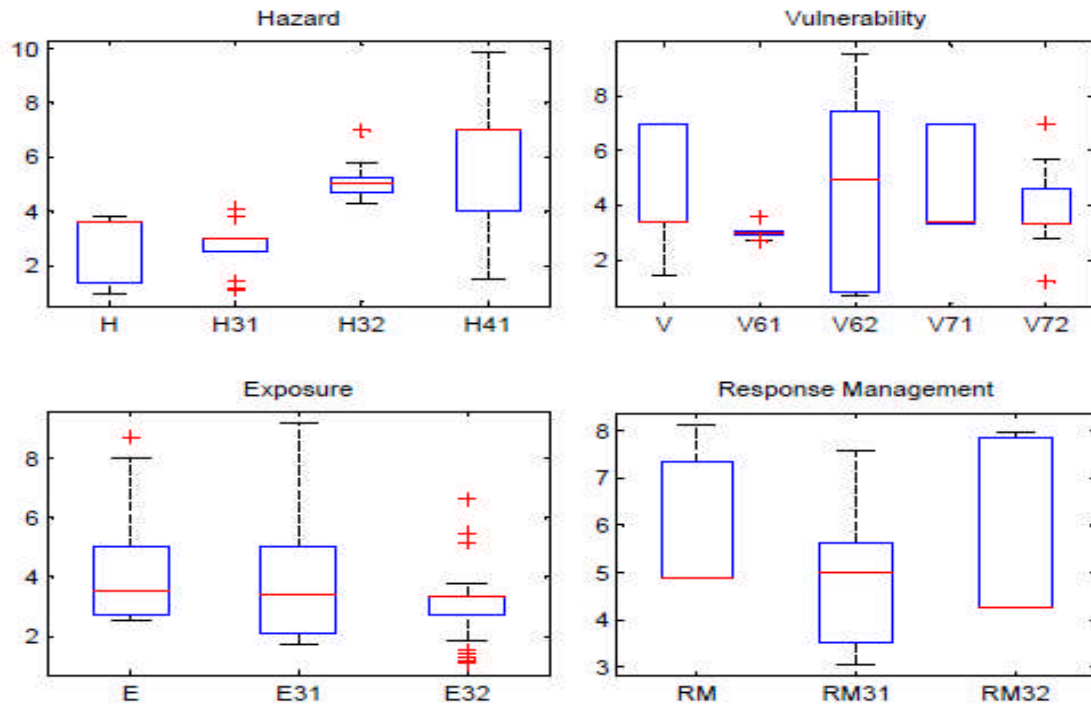 Hazard
10
8
6
4
2
H H31 H32 H41
Vulnerability
8
6
4
2
V V61 V62 V71 V72
Exposure
8
6
4
2
E E31 E32
Response Management
8
7
6
5
4
3
RM RM31 RM32